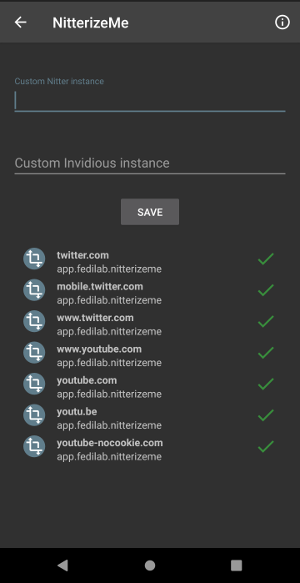 NitterizeMe
Custom Nitter instance
Custom Invidious instance
SAVE
twitter.com
app.fedilab.nitterizeme
mobile.twitter.com
app.fedilab.nitterizeme
www.twitter.com
app.fedilab.nitterizeme
www.youtube.com
app.fedilab.nitterizeme
youtube.com
app.fedilab.nitterizeme
youtu.be
app.fedilab.nitterizeme
youtube-nocookie.com
app.fedilab.nitterizeme